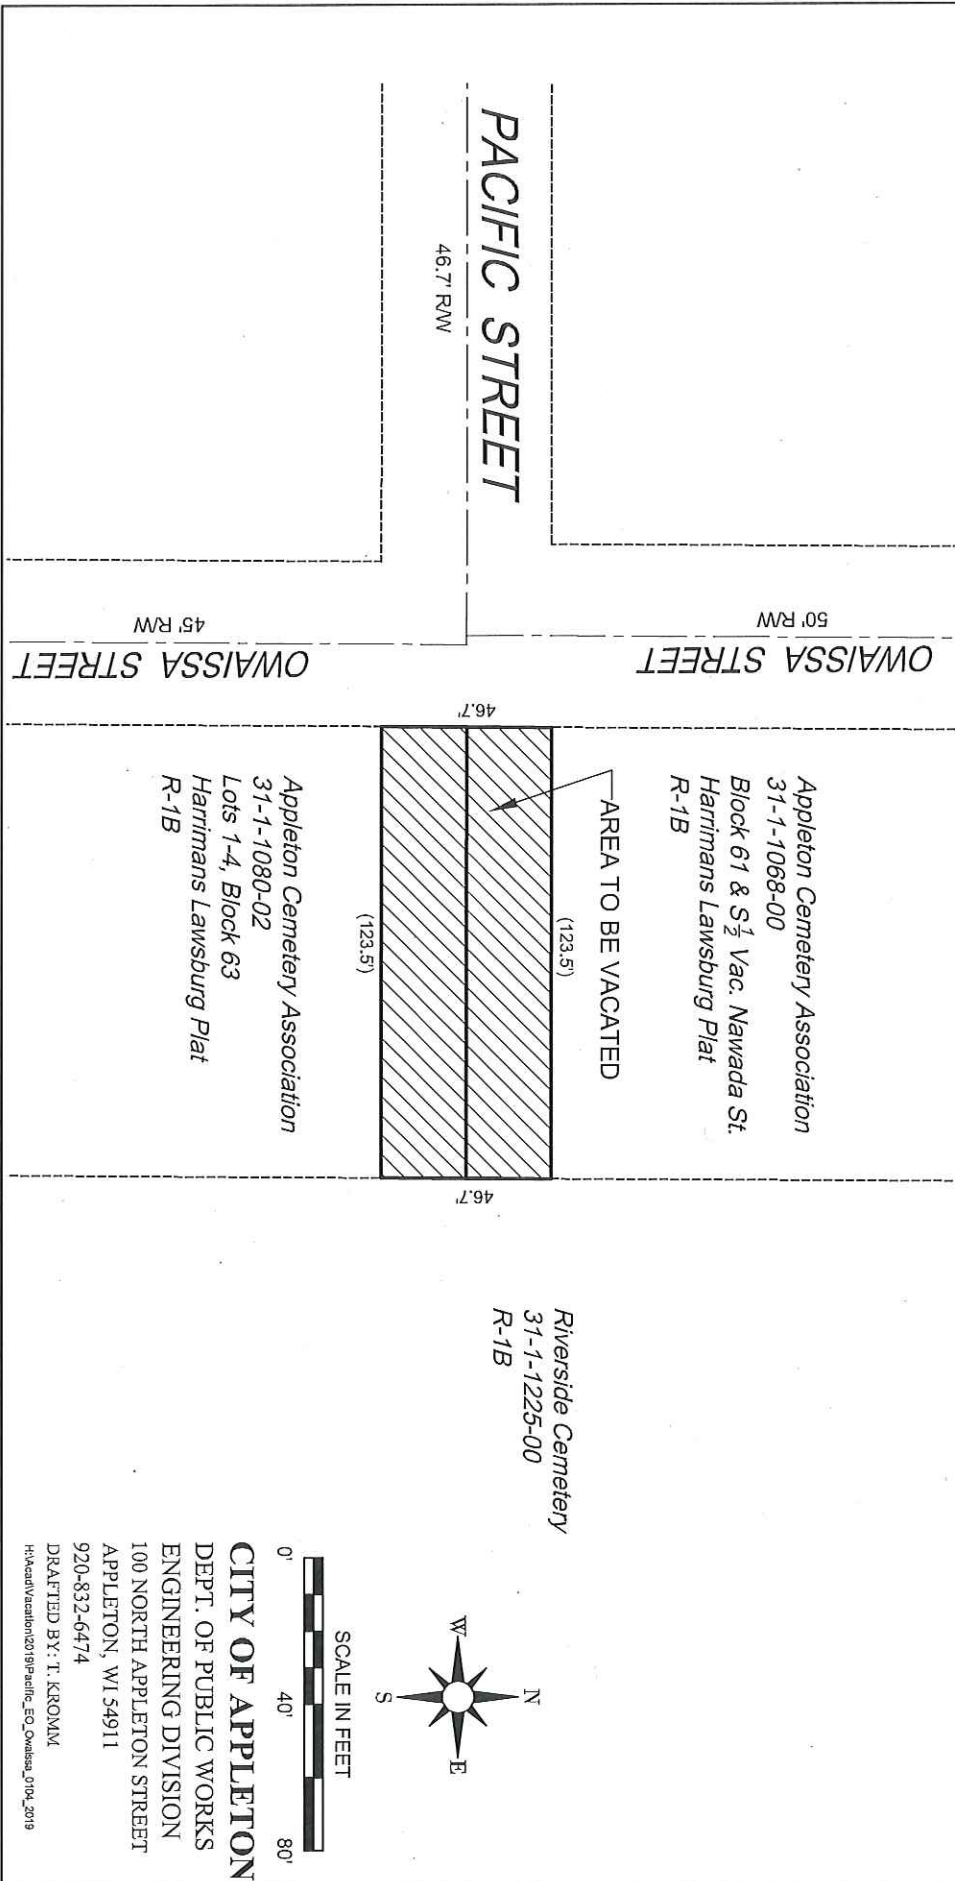 PACIFIC STREET
46.7' R/W
50' R/W
OWAISSA STREET
45' R/W
OWAISSA STREET
Appleton Cemetery Association
31-1-1068-00
Block 61 & S½ Vac. Nawada St.
Harrimans Lawsburg Plat
R-1B
AREA TO BE VACATED
(123.5')
46.7'
46.7'
(123.5')
Appleton Cemetery Association
31-1-1080-02
Lots 1-4, Block 63
Harrimans Lawsburg Plat
R-1B
Riverside Cemetery
31-1-1225-00
R-1B
N
W
E
S
SCALE IN FEET
0' 40' 80'
CITY OF APPLETON
DEPT. OF PUBLIC WORKS
ENGINEERING DIVISION
100 NORTH APPLETON STREET
APPLETON, WI 54911
920-832-6474
DRAFTED BY: T. KROMM
H:\Acad\Vacation\2019\Pacific_EO_Owaissa_0104_2019